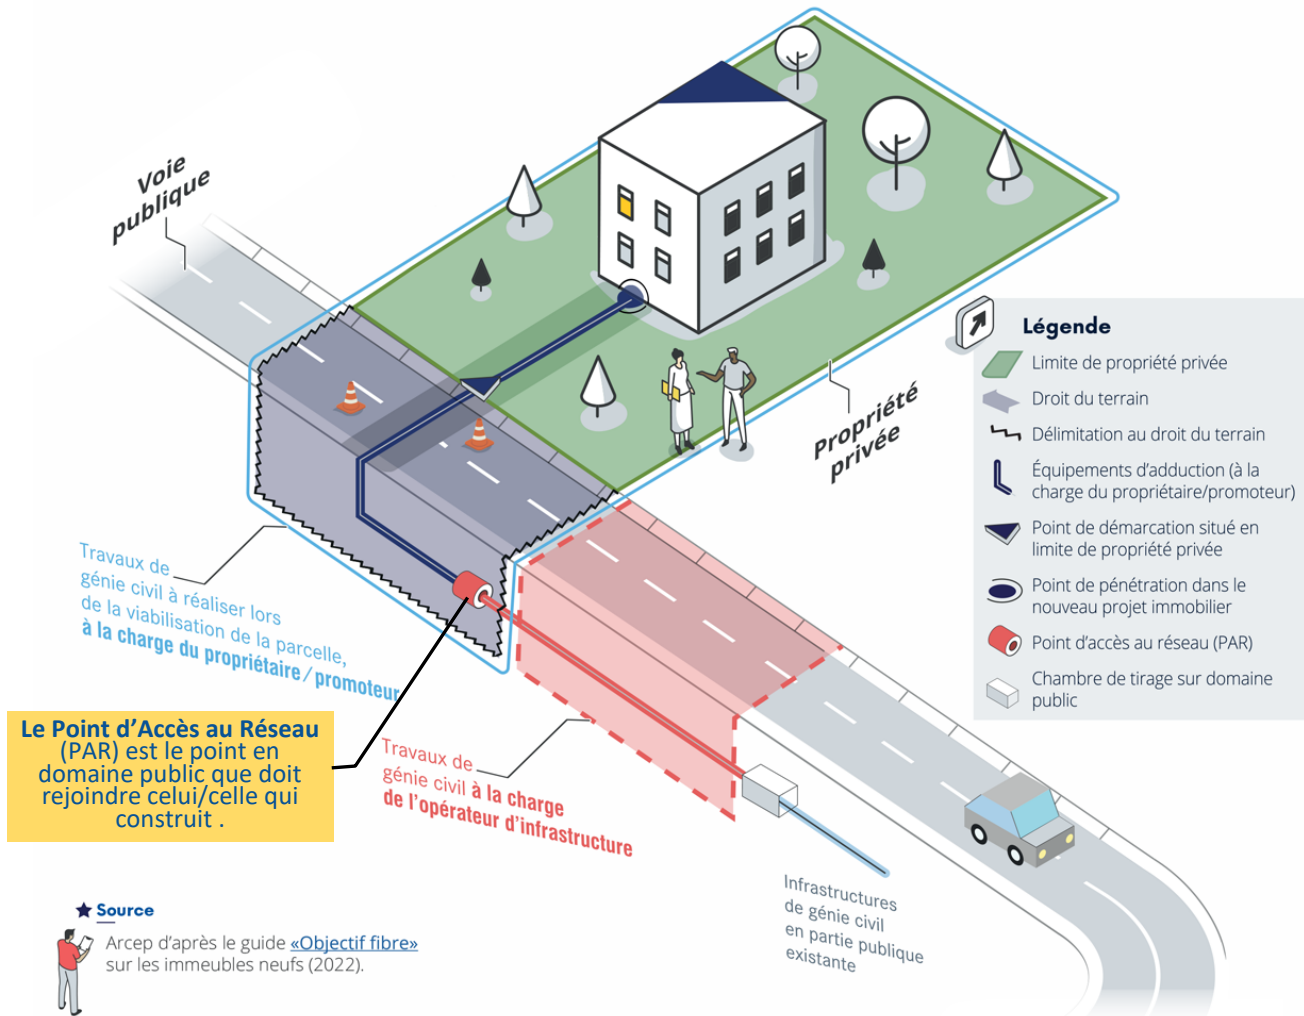 Voie
publique
Propriété
privée
Légende
Limite de propriété privée
Droit du terrain
Délimitation au droit du terrain
Équipements d'adduction (à la
charge du propriétaire/promoteur)
Point de démarcation situé en
limite de propriété privée
Point de pénétration dans le
nouveau projet immobilier
Point d'accès au réseau (PAR)
Chambre de tirage sur domaine
public
Travaux de
génie civil à réaliser lors
de la viabilisation de la parcelle,
à la charge du propriétaire/promoteur
Le Point d'Accès au Réseau
(PAR) est le point en
domaine public que doit
rejoindre celui/celle qui
construit .
Travaux de
génie civil à la charge
de l'opérateur d'infrastructure
Infrastructures
de génie civil
en partie publique
existante
Source
Arcep d'après le guide «Objectif fibre»
sur les immeubles neufs (2022).